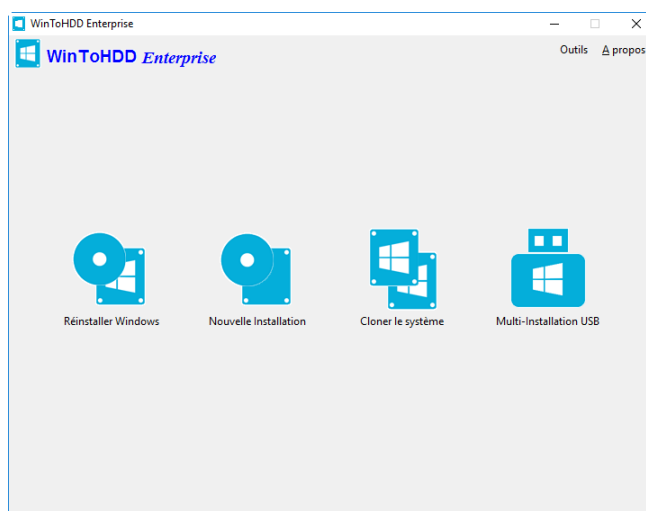 WinToHDD Enterprise
WinToHDD Enterprise
Outils A propos
Réinstaller Windows
Nouvelle Installation
Cloner le système
Multi-Installation USB